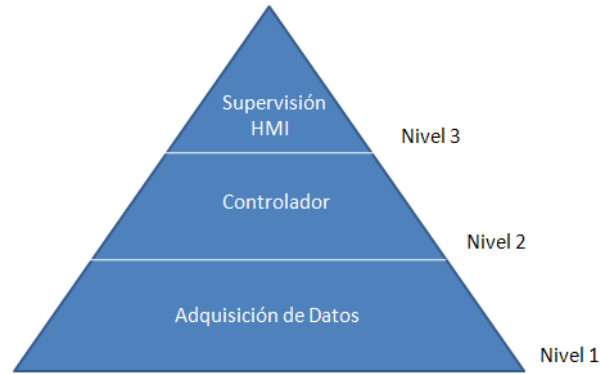 Supervisión
HMI
Nivel 3
Controlador
Nivel 2
Adquisición de Datos
Nivel 1